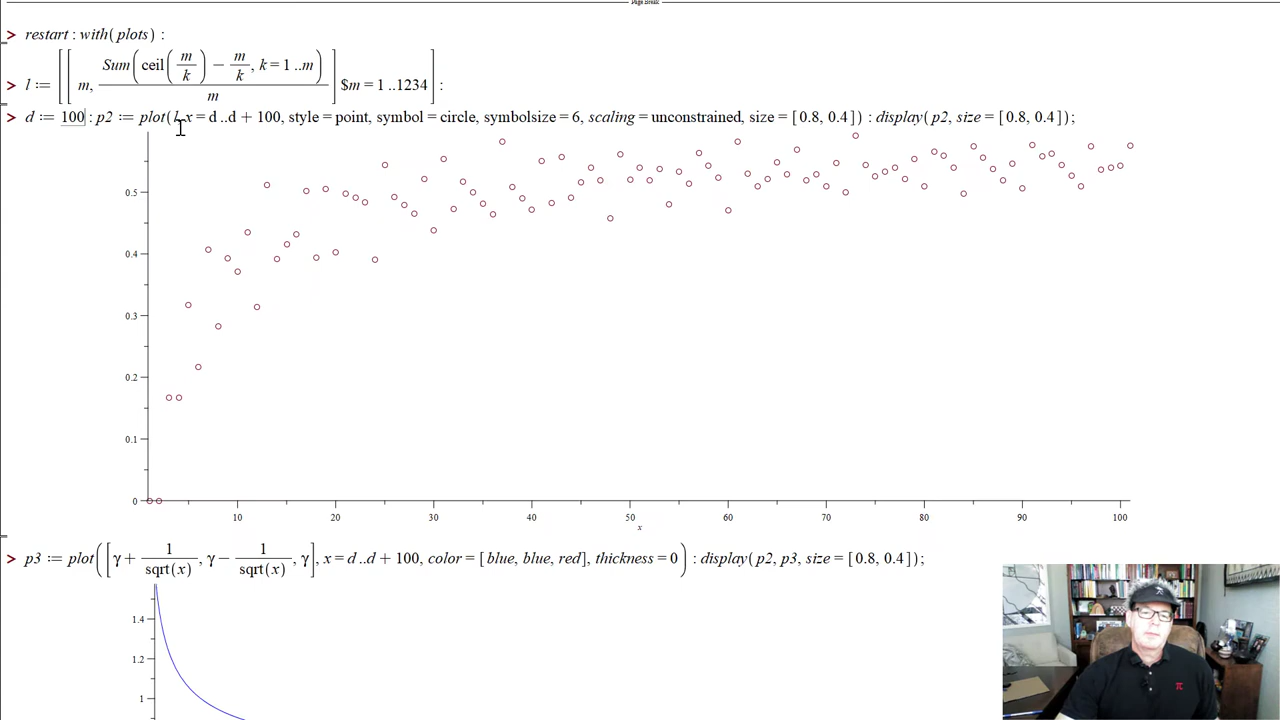 Page Break
> restart : with(plots) :
> l := [[m, Sum(ceil(m/k) − m/k, k = 1 ..m)/m] $m = 1 ..1234] :
> d := 100 : p2 := plot(l, x = d ..d + 100, style = point, symbol = circle, symbolsize = 6, scaling = unconstrained, size = [0.8, 0.4]) : display(p2, size = [0.8, 0.4]);
0.5
0.4
0.3
0.2
0.1
0
10 20 30 40 50 60 70 80 90 100
x
> p3 := plot([γ + 1/sqrt(x), γ − 1/sqrt(x), γ], x = d ..d + 100, color = [blue, blue, red], thickness = 0) : display(p2, p3, size = [0.8, 0.4]);
1.4
1.2
1
π